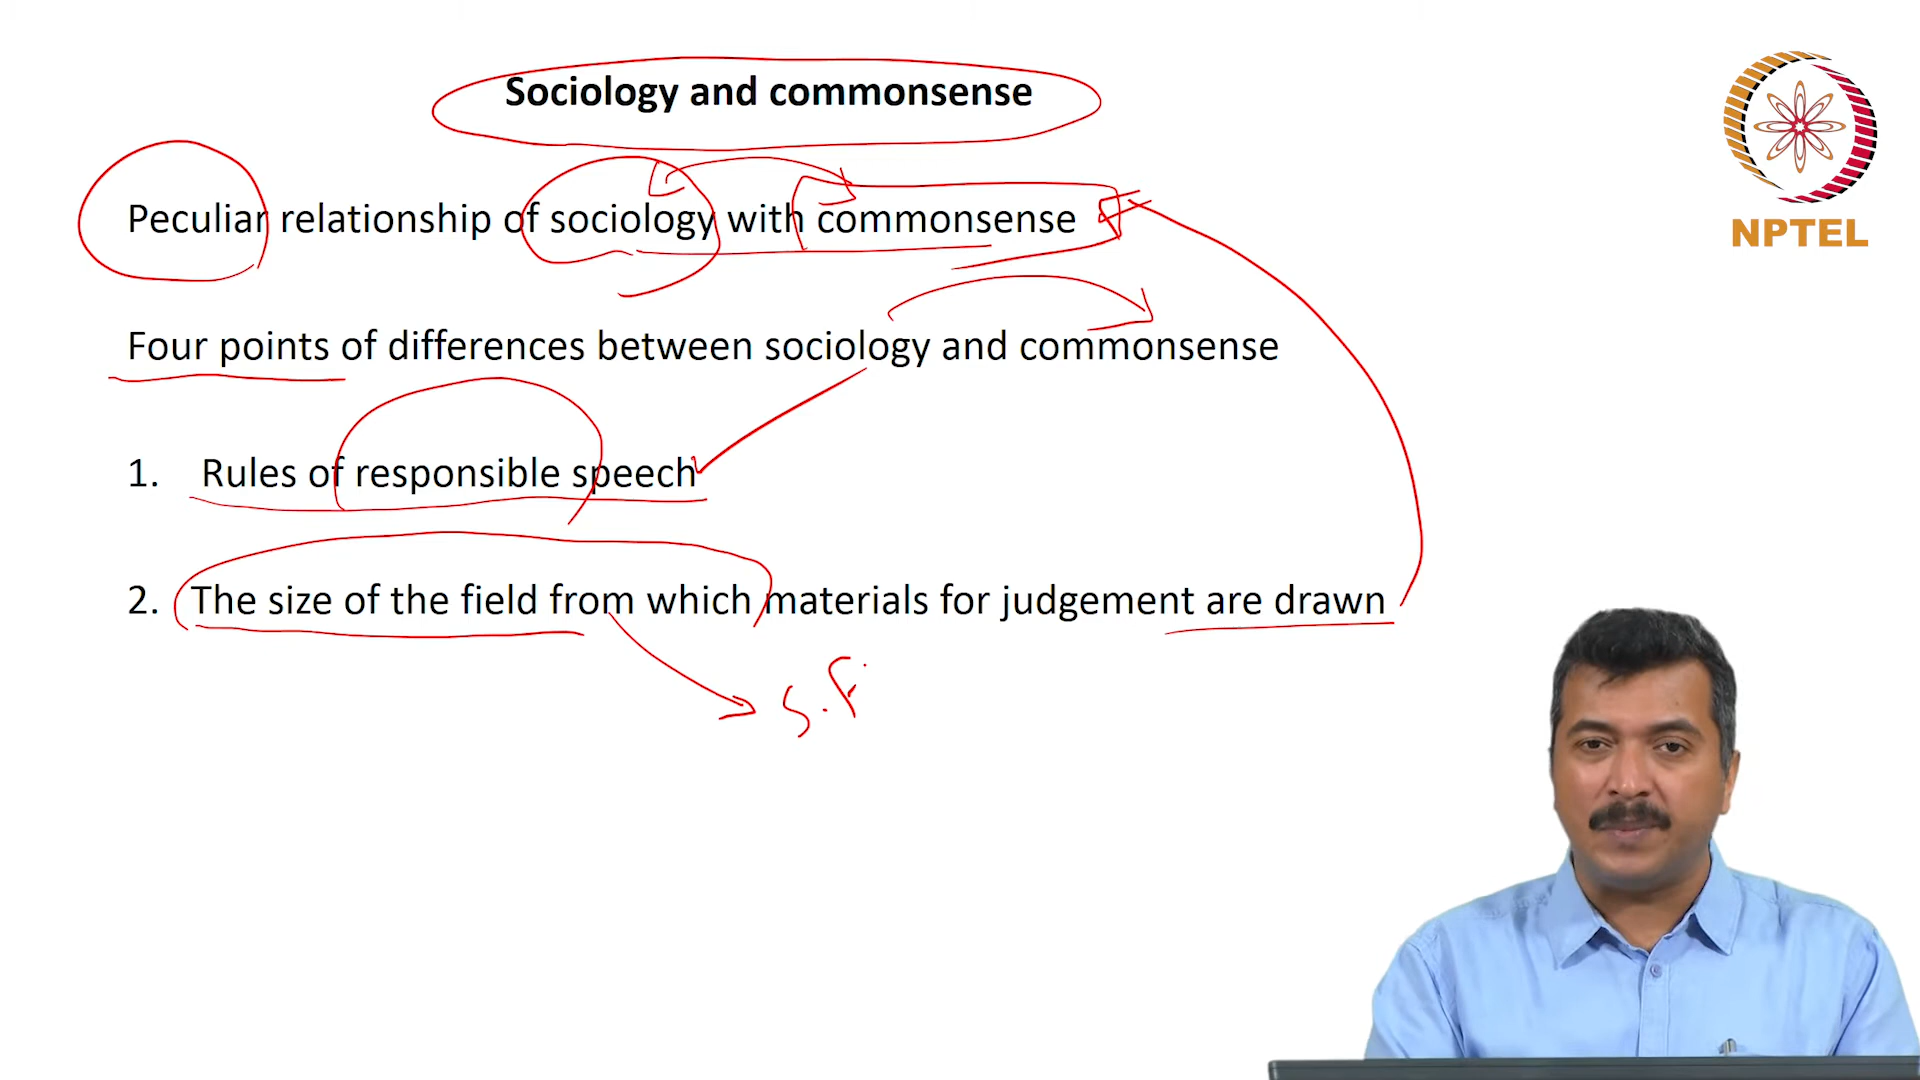 Sociology and commonsense
Peculiar relationship of sociology with commonsense
Four points of differences between sociology and commonsense
1. Rules of responsible speech
2. The size of the field from which materials for judgement are drawn
S.F
NPTEL